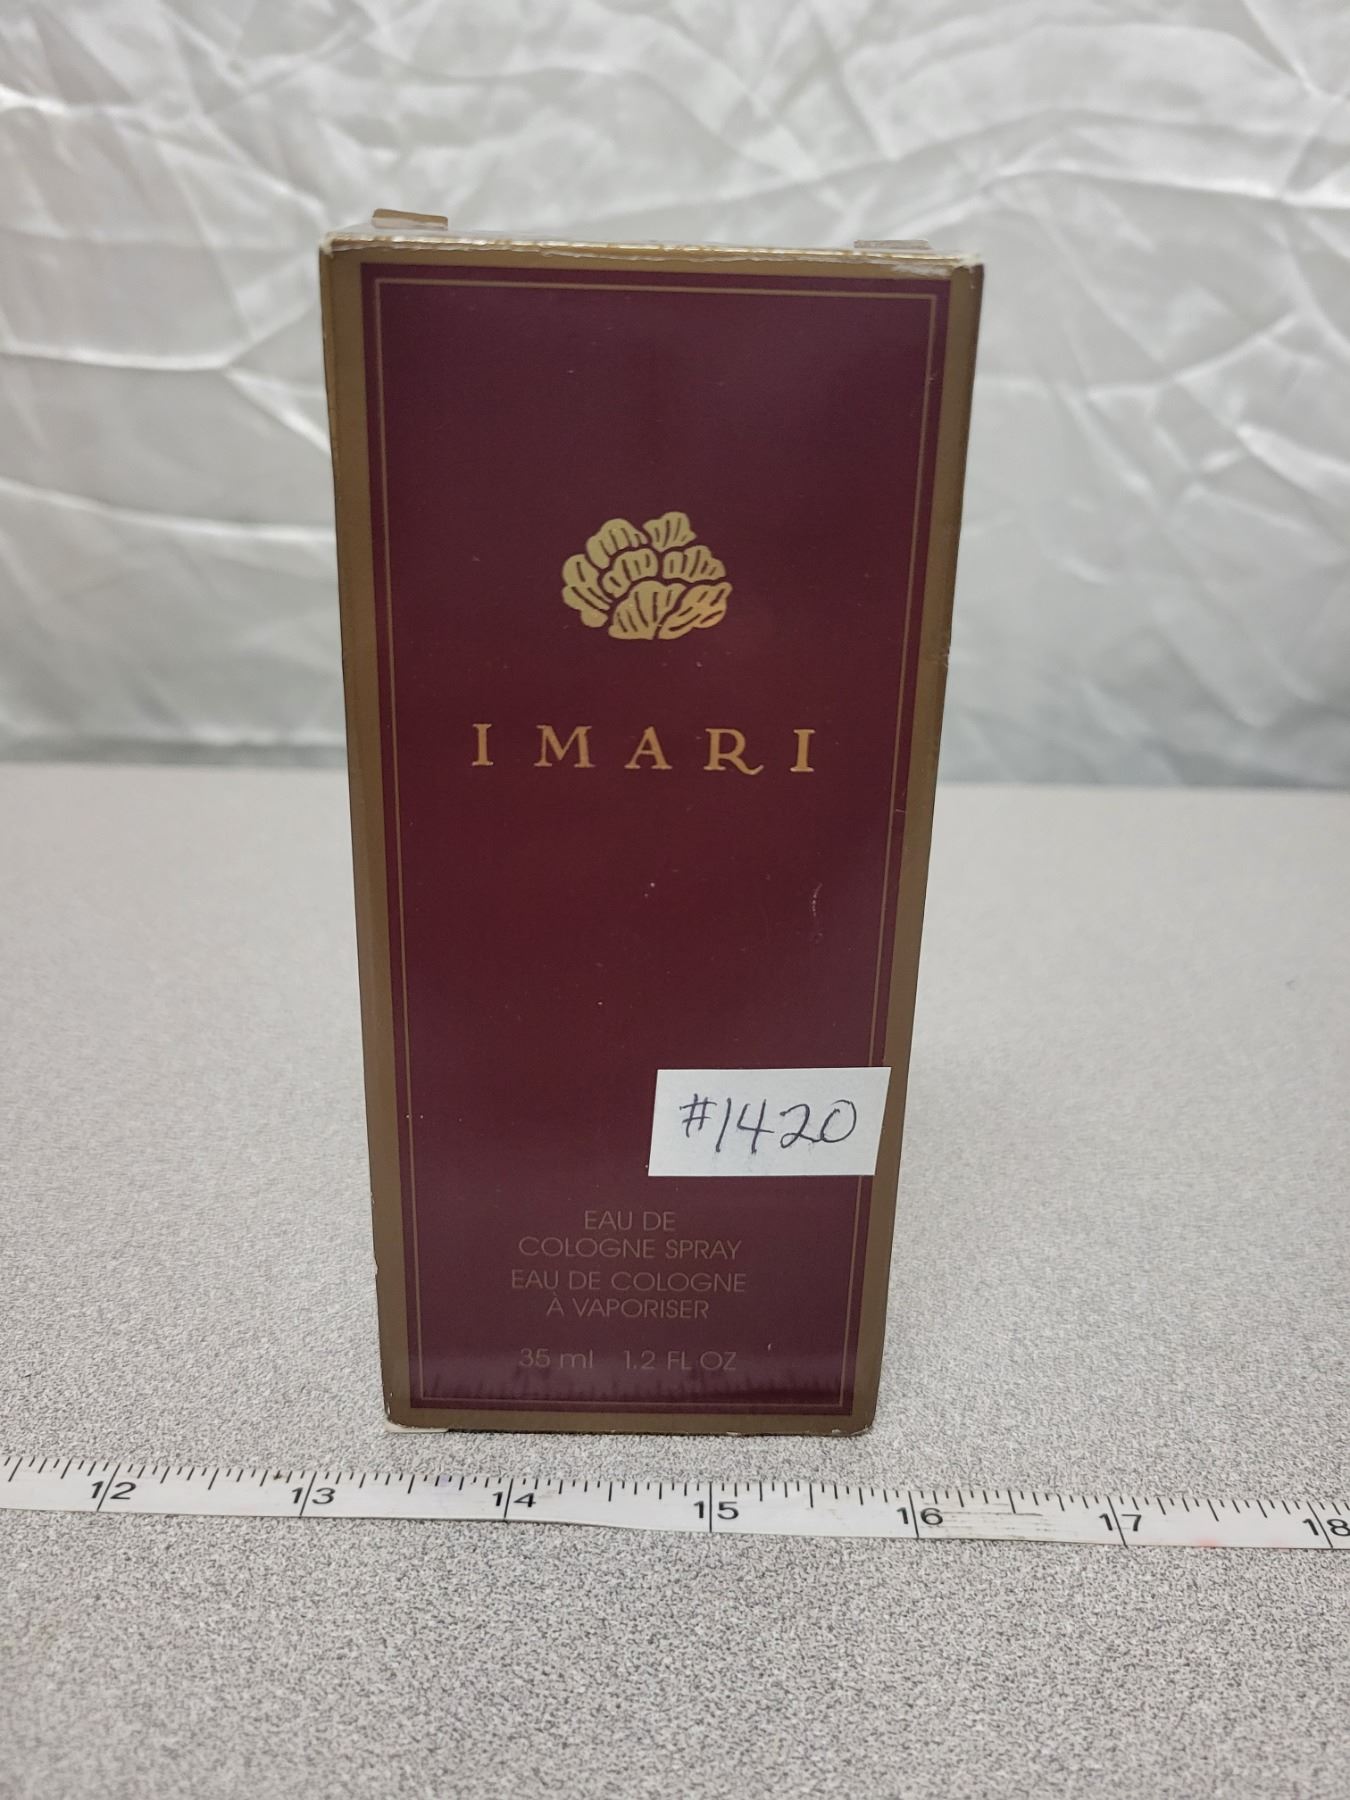 IMARI
#1420
EAU DE
COLOGNE SPRAY
EAU DE COLOGNE
À VAPORISER
35 ml 1.2 FL OZ
12 13 14 15 16 17 18